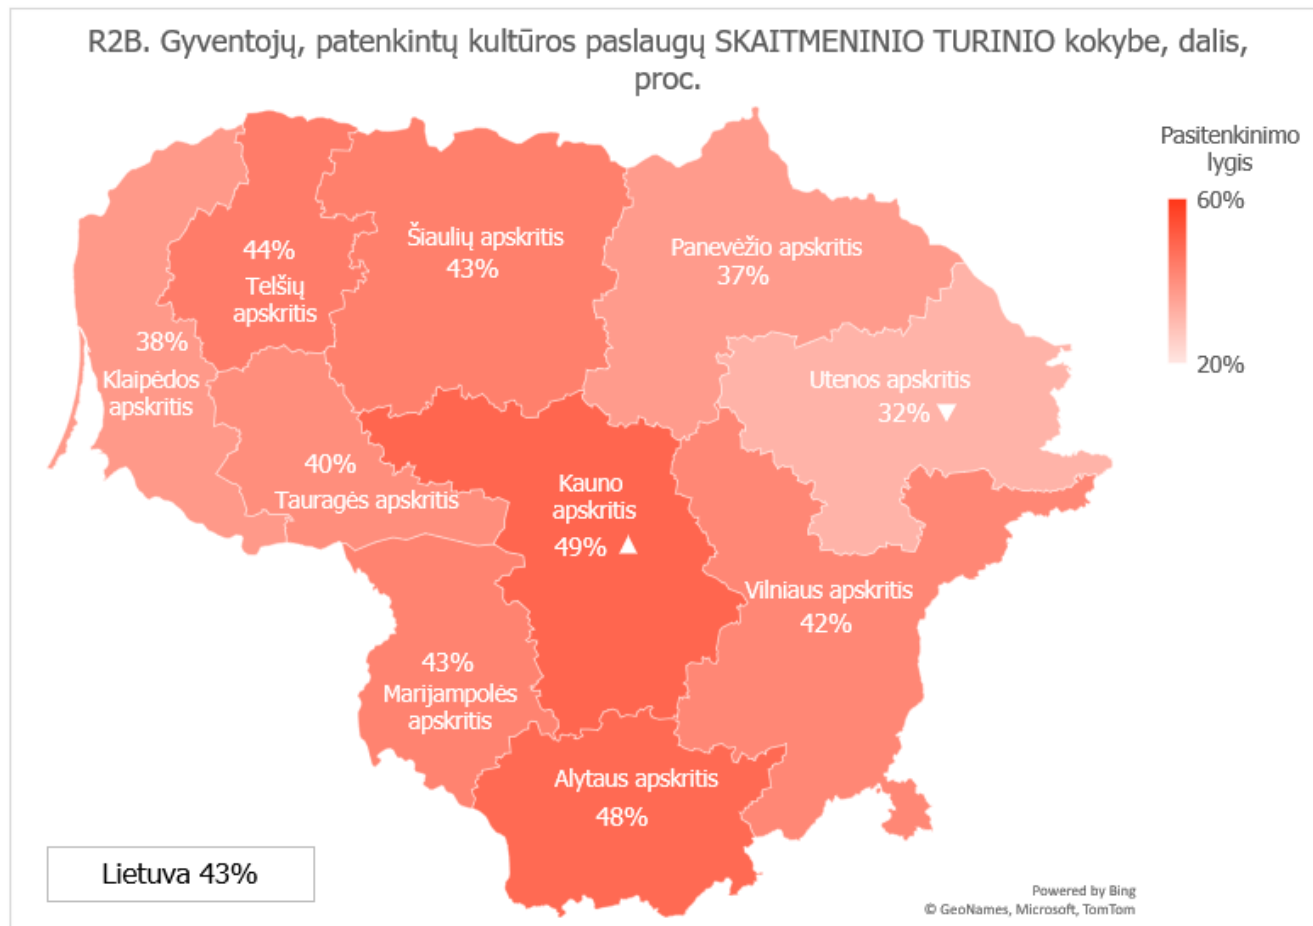 R2B. Gyventojų, patenkintų kultūros paslaugų SKAITMENINIO TURINIO kokybe, dalis,
proc.
Pasitenkinimo
lygis
60%
20%
44%
Telšių
apskritis
Šiaulių apskritis
43%
Panevėžio apskritis
37%
38%
Klaipėdos
apskritis
Utenos apskritis
32% ▼
40%
Tauragės apskritis
Kauno
apskritis
49% ▲
Vilniaus apskritis
42%
43%
Marijampolės
apskritis
Alytaus apskritis
48%
Lietuva 43%
Powered by Bing
© GeoNames, Microsoft, TomTom